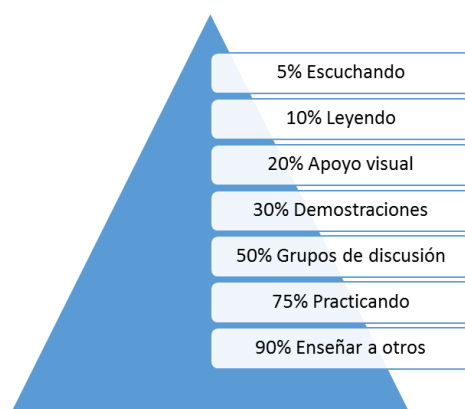 5% Escuchando
10% Leyendo
20% Apoyo visual
30% Demostraciones
50% Grupos de discusión
75% Practicando
90% Enseñar a otros